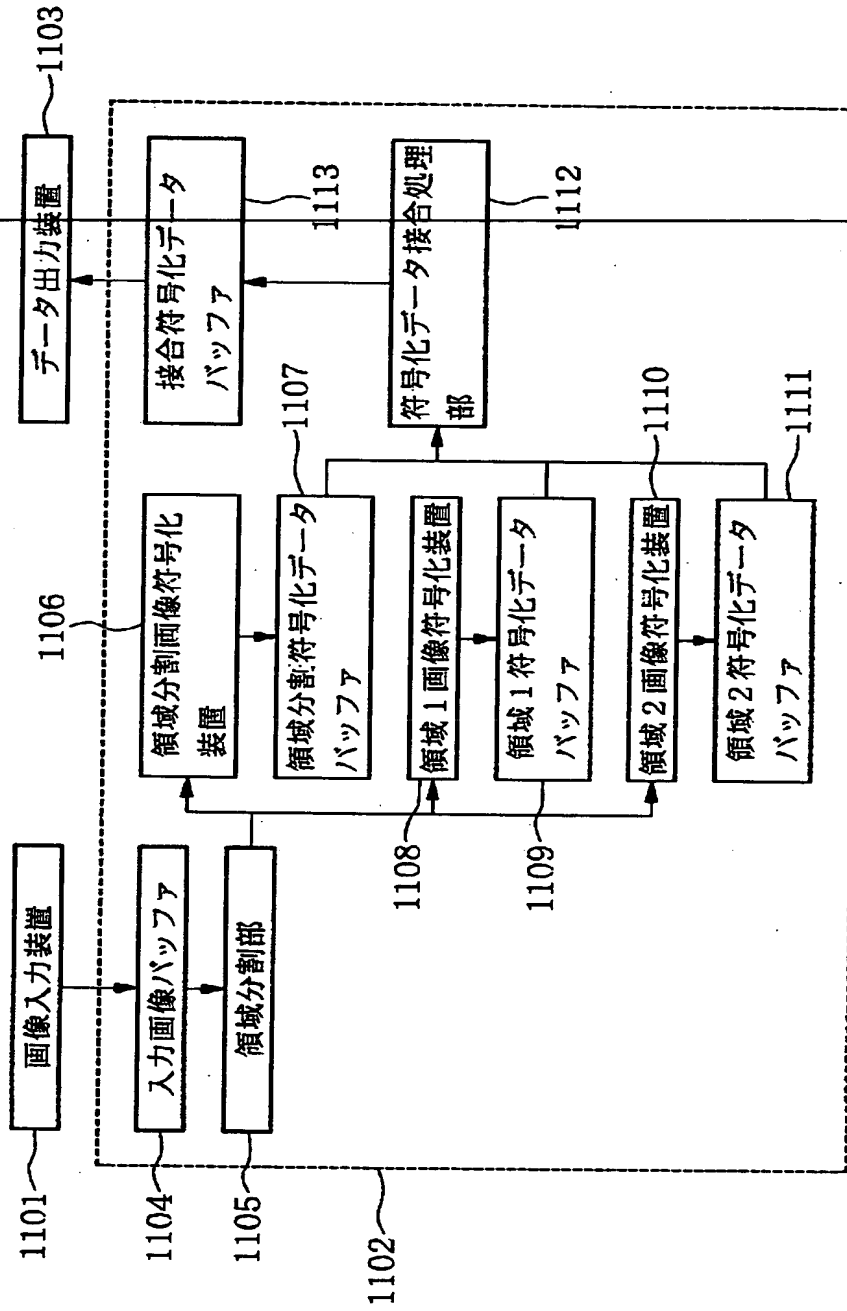 1101
画像入力装置
1104
入力画像バッファ
1105
領域分割部
1102
1106
領域分割画像符号化
装置
領域分割符号化データ
バッファ
1107
1108
領域1画像符号化装置
領域1符号化データ
バッファ
1109
領域2画像符号化装置
1110
領域2符号化データ
バッファ
1111
データ出力装置
1103
接合符号化データ
バッファ
1113
符号化データ接合処理
部
1112